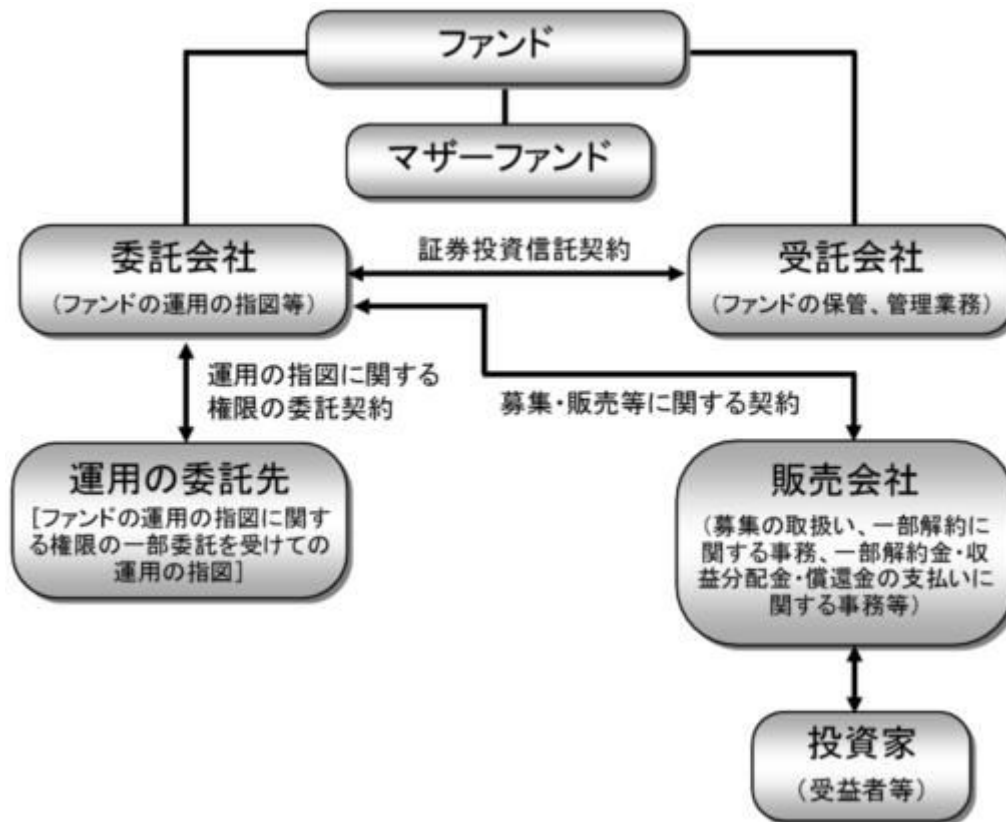 ファンド
マザーファンド
委託会社
（ファンドの運用の指図等）
証券投資信託契約
受託会社
（ファンドの保管、管理業務）
運用の指図に関する
権限の委託契約
募集・販売等に関する契約
運用の委託先
［ファンドの運用の指図に関す
る権限の一部委託を受けての
運用の指図］
販売会社
（募集の取扱い、一部解約に
関する事務、一部解約金・収
益分配金・償還金の支払いに
関する事務等）
投資家
（受益者等）